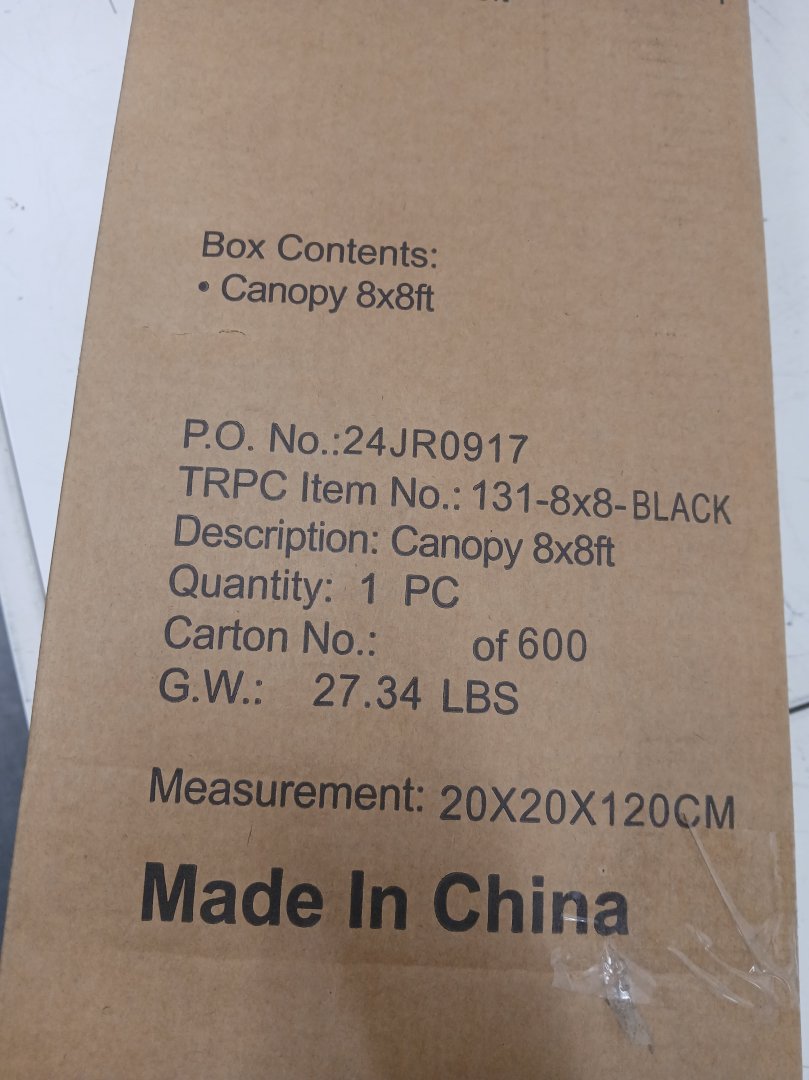 Box Contents:
• Canopy 8x8ft
P.O. No.:24JR0917
TRPC Item No.: 131-8x8-BLACK
Description: Canopy 8x8ft
Quantity: 1 PC
Carton No.: of 600
G.W.: 27.34 LBS
Measurement: 20X20X120CM
Made In China